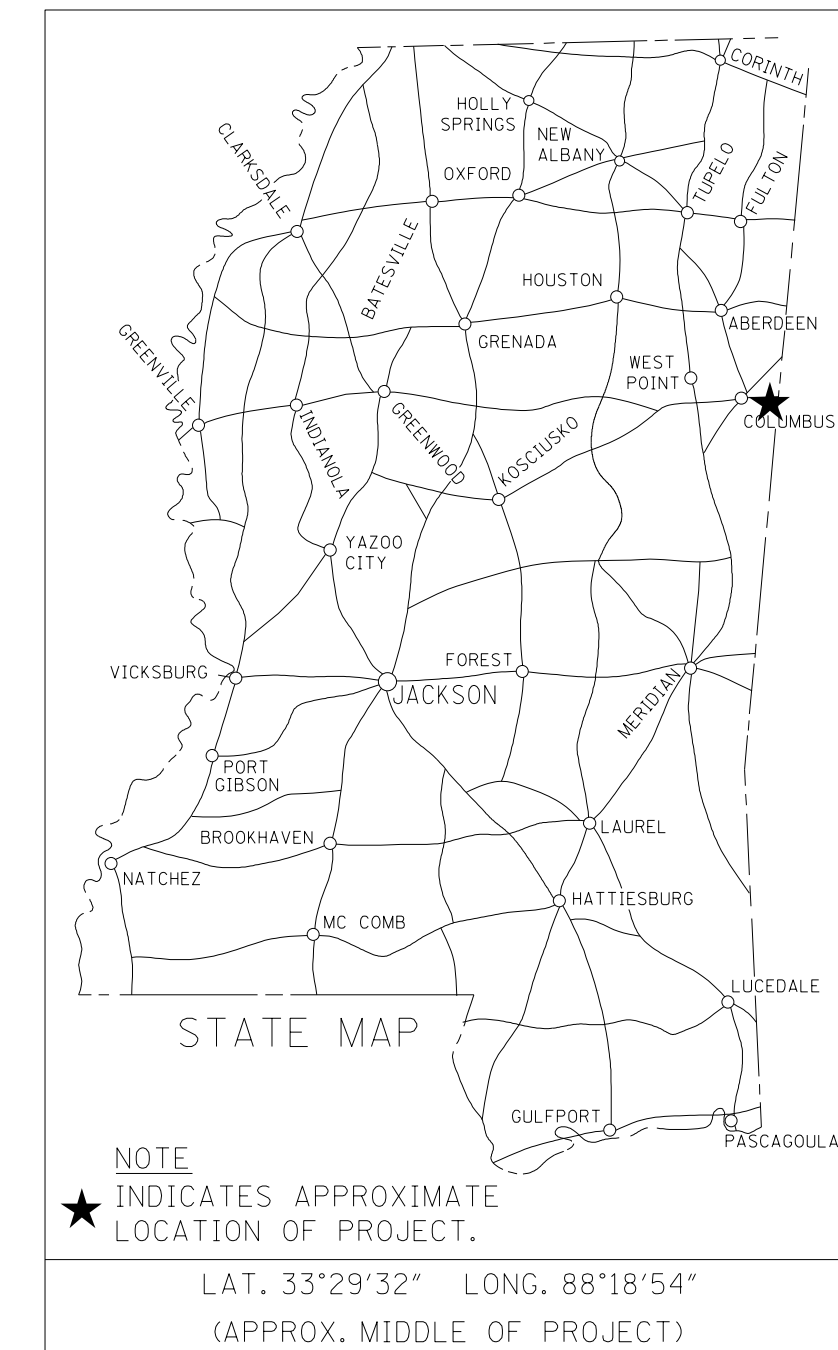 CORINTH
HOLLY
SPRINGS
NEW
ALBANY
CLARKSDALE
OXFORD
TUPELO
FULTON
BATESVILLE
HOUSTON
ABERDEEN
GREENVILLE
GRENADA
WEST
POINT
COLUMBUS
INDIANOLA
GREENWOOD
KOSCIUSKO
YAZOO
CITY
VICKSBURG
FOREST
JACKSON
MERIDIAN
PORT
GIBSON
BROOKHAVEN
LAUREL
NATCHEZ
HATTIESBURG
MC COMB
LUCEDALE
STATE MAP
GULFPORT
PASCAGOULA
NOTE
INDICATES APPROXIMATE
LOCATION OF PROJECT.
LAT. 33°29'32" LONG. 88°18'54"
(APPROX. MIDDLE OF PROJECT)